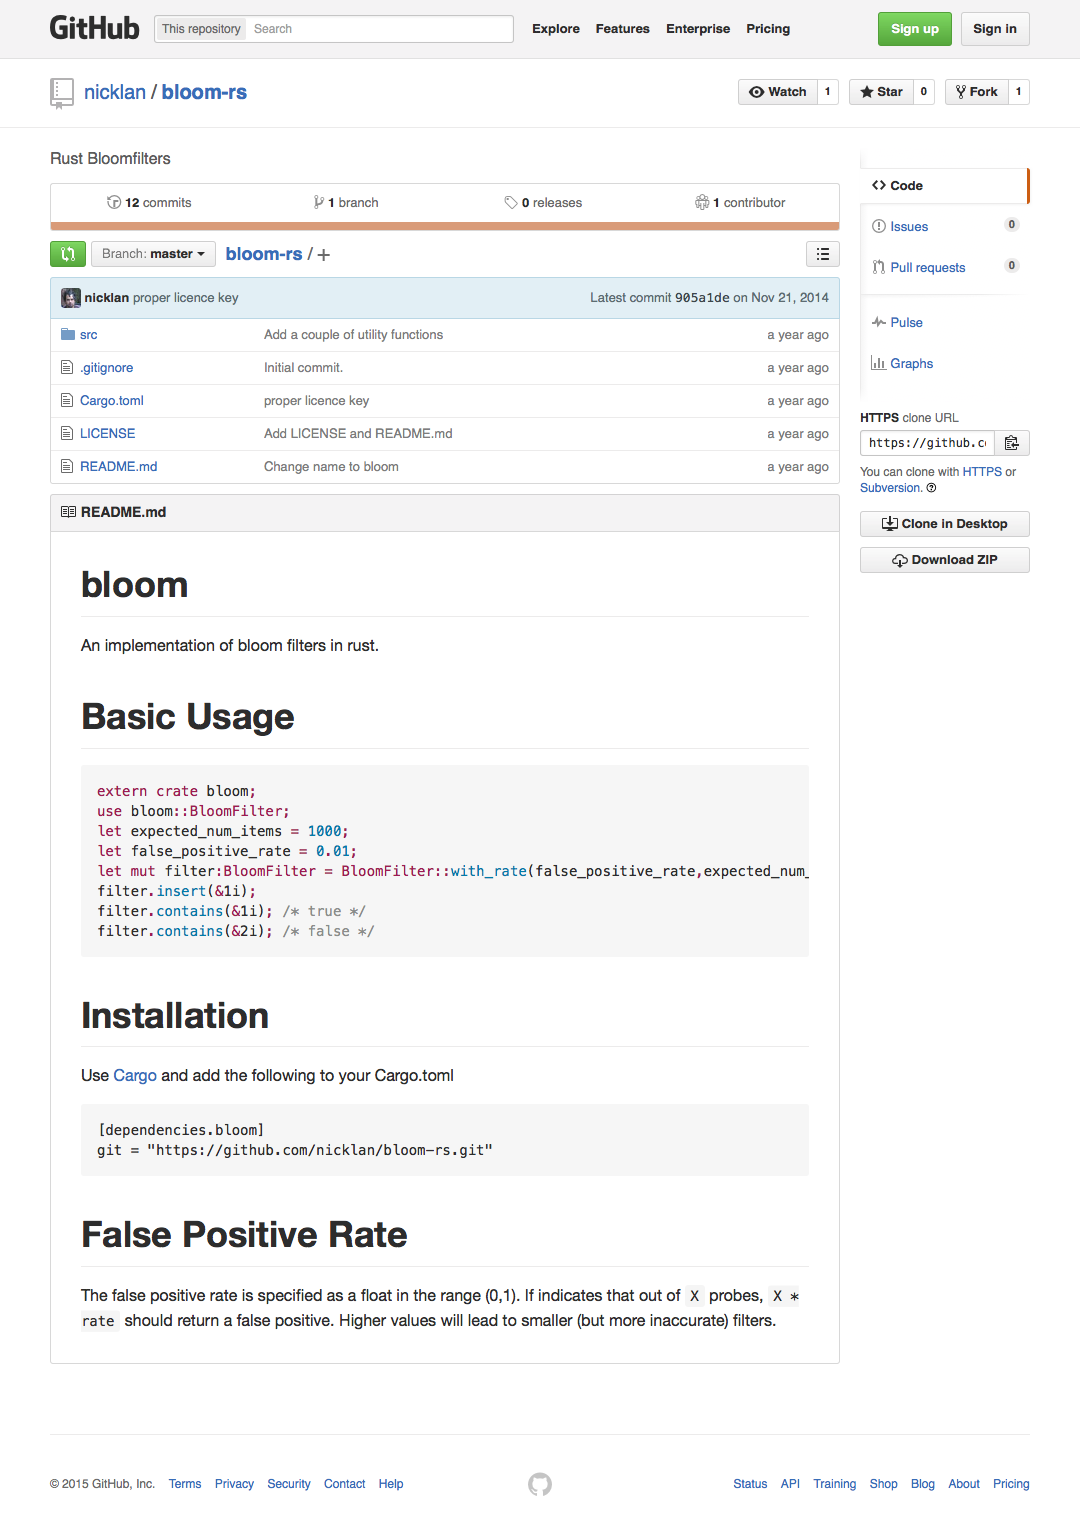 GitHub This repository Search Explore Features Enterprise Pricing Sign up Sign in
nicklan / bloom-rs Watch 1 Star 0 Fork 1
Rust Bloomfilters
12 commits 1 branch 0 releases 1 contributor
Branch: master bloom-rs / +
nicklan proper licence key Latest commit 905a1de on Nov 21, 2014
src Add a couple of utility functions a year ago
.gitignore Initial commit. a year ago
Cargo.toml proper licence key a year ago
LICENSE Add LICENSE and README.md a year ago
README.md Change name to bloom a year ago
Code
Issues 0
Pull requests 0
Pulse
Graphs
HTTPS clone URL
https://github.c
You can clone with HTTPS or
Subversion.
Clone in Desktop
Download ZIP
README.md
bloom
An implementation of bloom filters in rust.
Basic Usage
extern crate bloom;
use bloom::BloomFilter;
let expected_num_items = 1000;
let false_positive_rate = 0.01;
let mut filter:BloomFilter = BloomFilter::with_rate(false_positive_rate,expected_num_
filter.insert(&1i);
filter.contains(&1i); /* true */
filter.contains(&2i); /* false */
Installation
Use Cargo and add the following to your Cargo.toml
[dependencies.bloom]
git = "https://github.com/nicklan/bloom-rs.git"
False Positive Rate
The false positive rate is specified as a float in the range (0,1). If indicates that out of X probes, X *
rate should return a false positive. Higher values will lead to smaller (but more inaccurate) filters.
© 2015 GitHub, Inc. Terms Privacy Security Contact Help Status API Training Shop Blog About Pricing